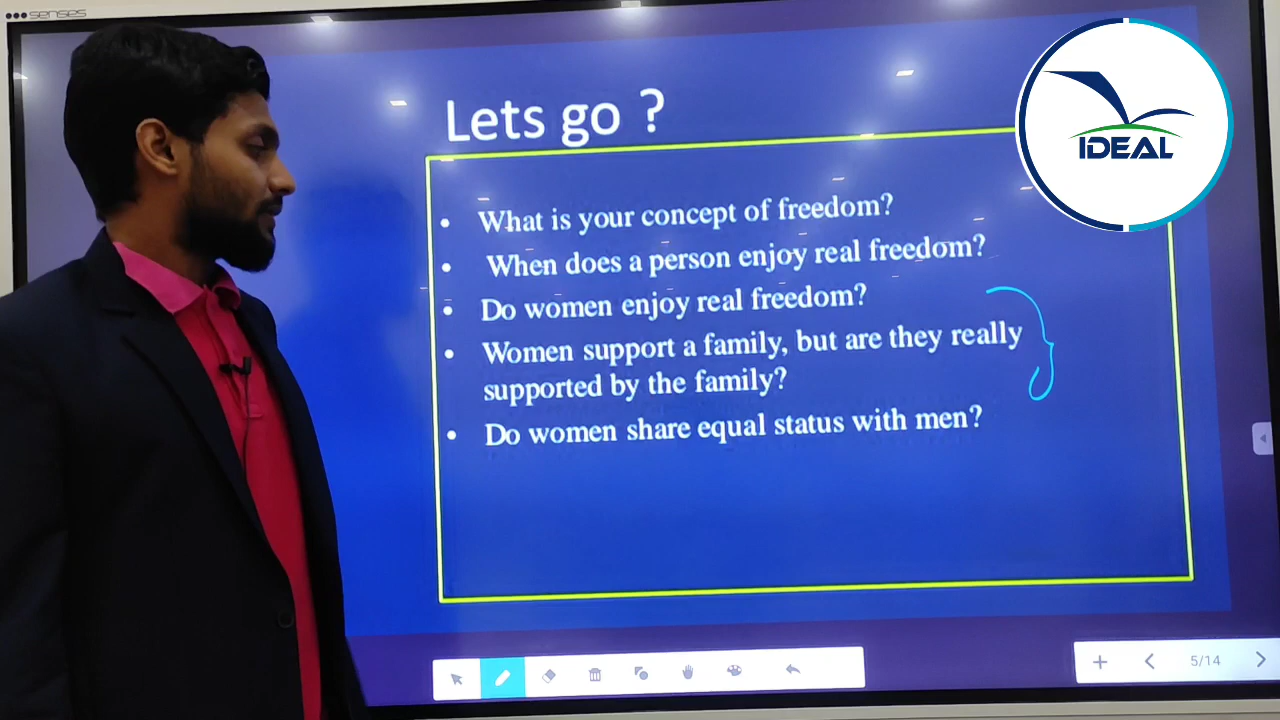 senses
Lets go ?
IDEAL
• What is your concept of freedom?
• When does a person enjoy real freedom?
• Do women enjoy real freedom?
• Women support a family, but are they really
supported by the family?
• Do women share equal status with men?
5/14